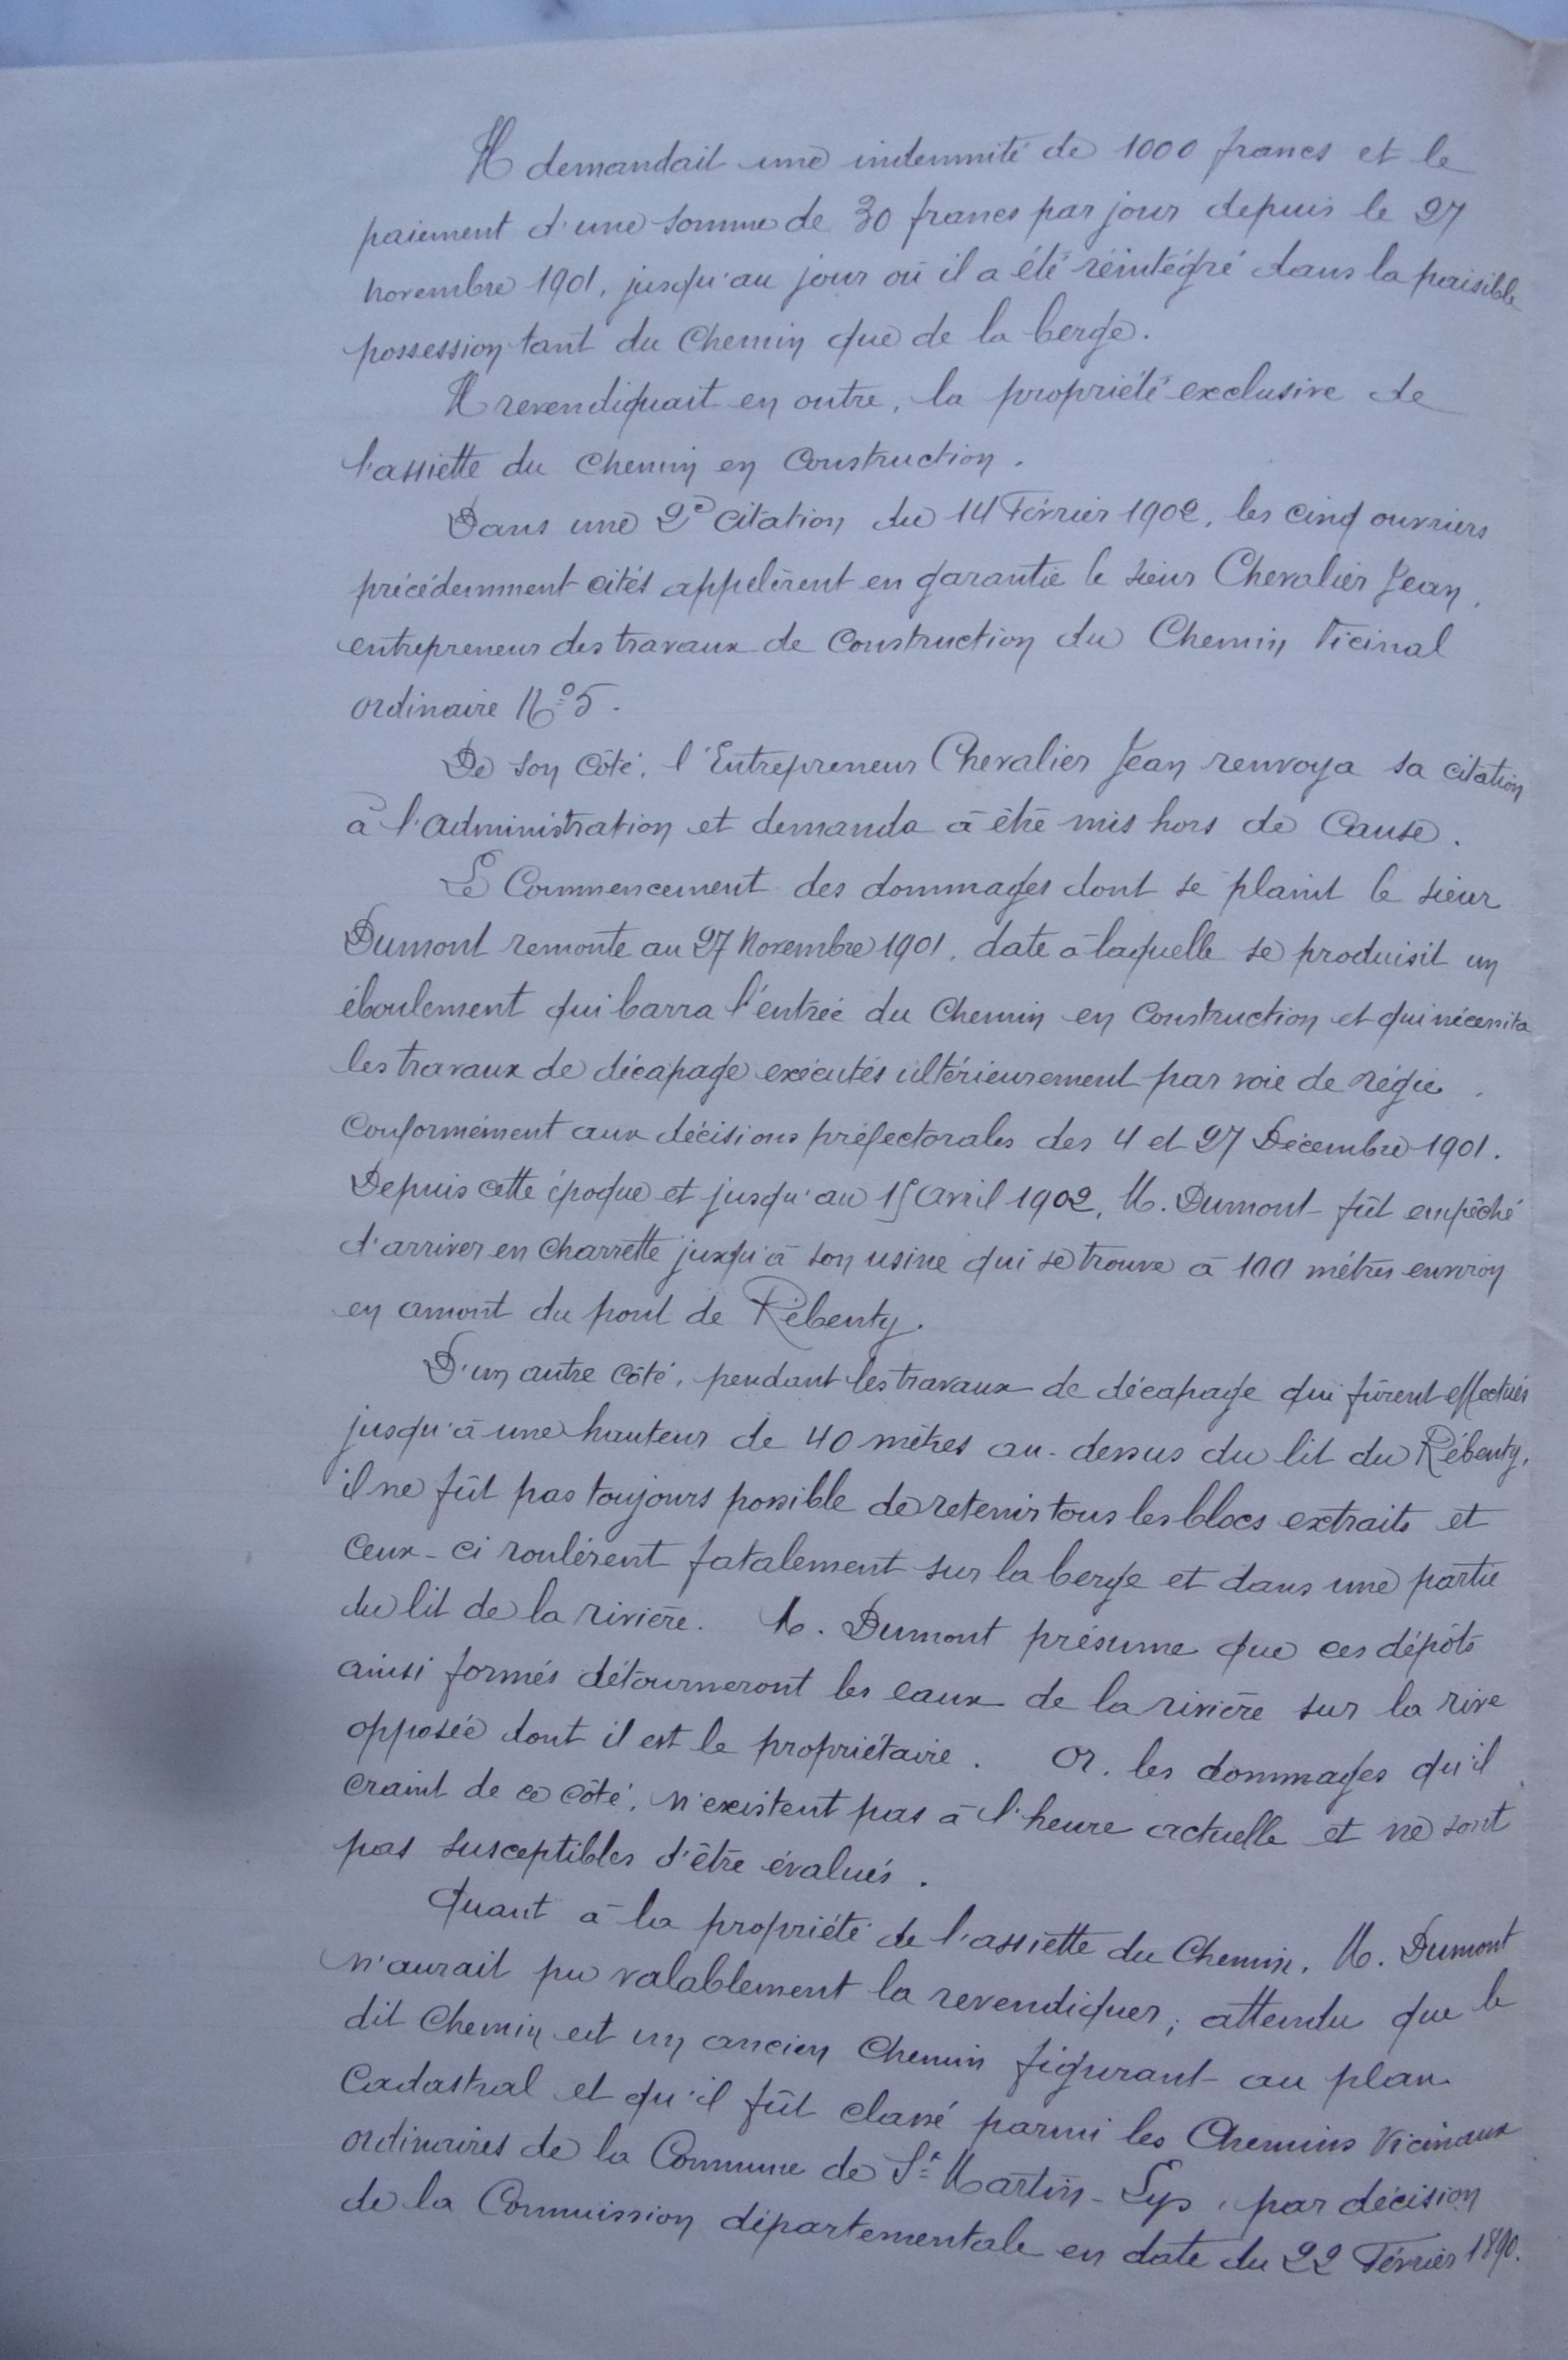 Il demandait une indemnité de 1000 francs et le
paiement d'une somme de 30 francs par jour depuis le 27
novembre 1901, jusqu'au jour où il a été réintégré dans la paisible
possession tant du Chemin que de la berge.
Il revendiquait en outre, la propriété exclusive de
l'assiette du Chemin en Construction.
Dans une 2e Citation du 14 Février 1902, les cinq ouvriers
précédemment cités appelèrent en garantie le sieur Chevalier Jean,
entrepreneur des travaux de Construction du Chemin Vicinal
ordinaire No 5.
De son Côté, l'Entrepreneur Chevalier Jean renvoya sa citation
à l'Administration et demanda à être mis hors de Cause.
Le Commencement des dommages dont se plaint le sieur
Dumont remonte au 27 Novembre 1901, date à laquelle se produisit un
éboulement qui barra l'entrée du Chemin en Construction et qui nécessita
les travaux de décapage exécutés ultérieurement par voie de régie
Conformément aux décisions préfectorales des 4 et 27 Décembre 1901.
Depuis cette époque et jusqu'au 15 Avril 1902, M. Dumont fût empêché
d'arriver en Charrette jusqu'à son usine qui se trouve à 100 mètres environ
en amont du pont de Rébenty.
D'un autre Côté, pendant les travaux de décapage qui fûrent effectués
jusqu'à une hauteur de 40 mètres au-dessus du lit du Rébenty,
il ne fût pas toujours possible de retenir tous les blocs extraits et
Ceux-ci roulèrent fatalement sur la berge et dans une partie
du lit de la rivière. M. Dumont présume que ces dépôts
ainsi formés détourneront les eaux de la rivière sur la rive
opposée dont il est le propriétaire. Or, les dommages qu'il
craint de ce côté, n'existent pas à l'heure actuelle et ne sont
pas susceptibles d'être évalués.
Quant à la propriété de l'assiette du Chemin, M. Dumont
n'aurait pu valablement la revendiquer, attendu que le
dit Chemin est un ancien Chemin figurant au plan
Cadastral et qu'il fût classé parmi les Chemins Vicinaux
ordinaires de la Commune de St Martin-Lys, par décision
de la Commission départementale en date du 22 Février 1890.